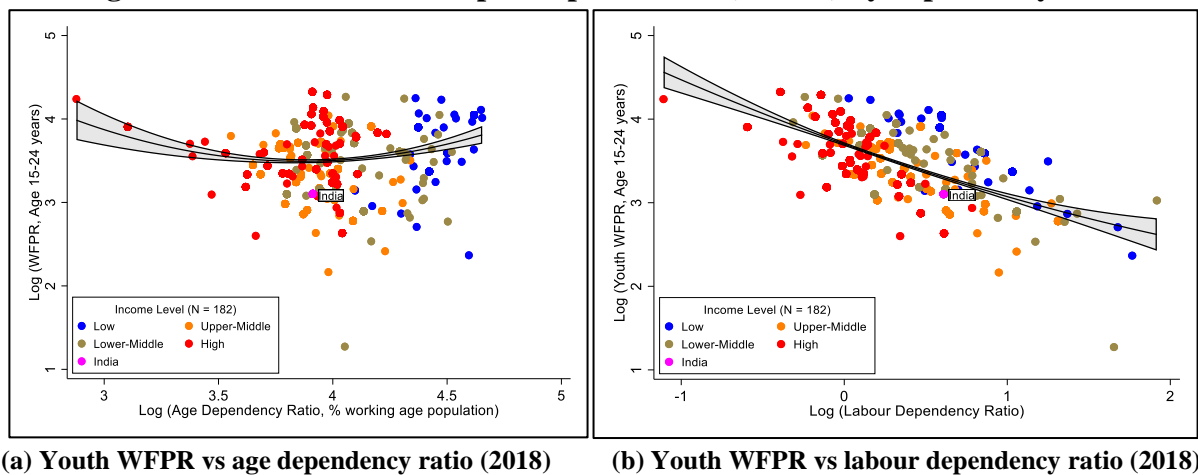 5
4
3
2
1
Log (WFPR, Age 15-24 years)
India
Income Level (N = 182)
Low
Upper-Middle
Lower-Middle
High
India
3
3.5
4
4.5
5
Log (Age Dependency Ratio, % working age population)
(a) Youth WFPR vs age dependency ratio (2018)
5
4
3
2
1
Log (Youth WFPR, Age 15-24 years)
India
Income Level (N = 182)
Low
Upper-Middle
Lower-Middle
High
India
-1
0
1
2
Log (Labour Dependency Ratio)
(b) Youth WFPR vs labour dependency ratio (2018)